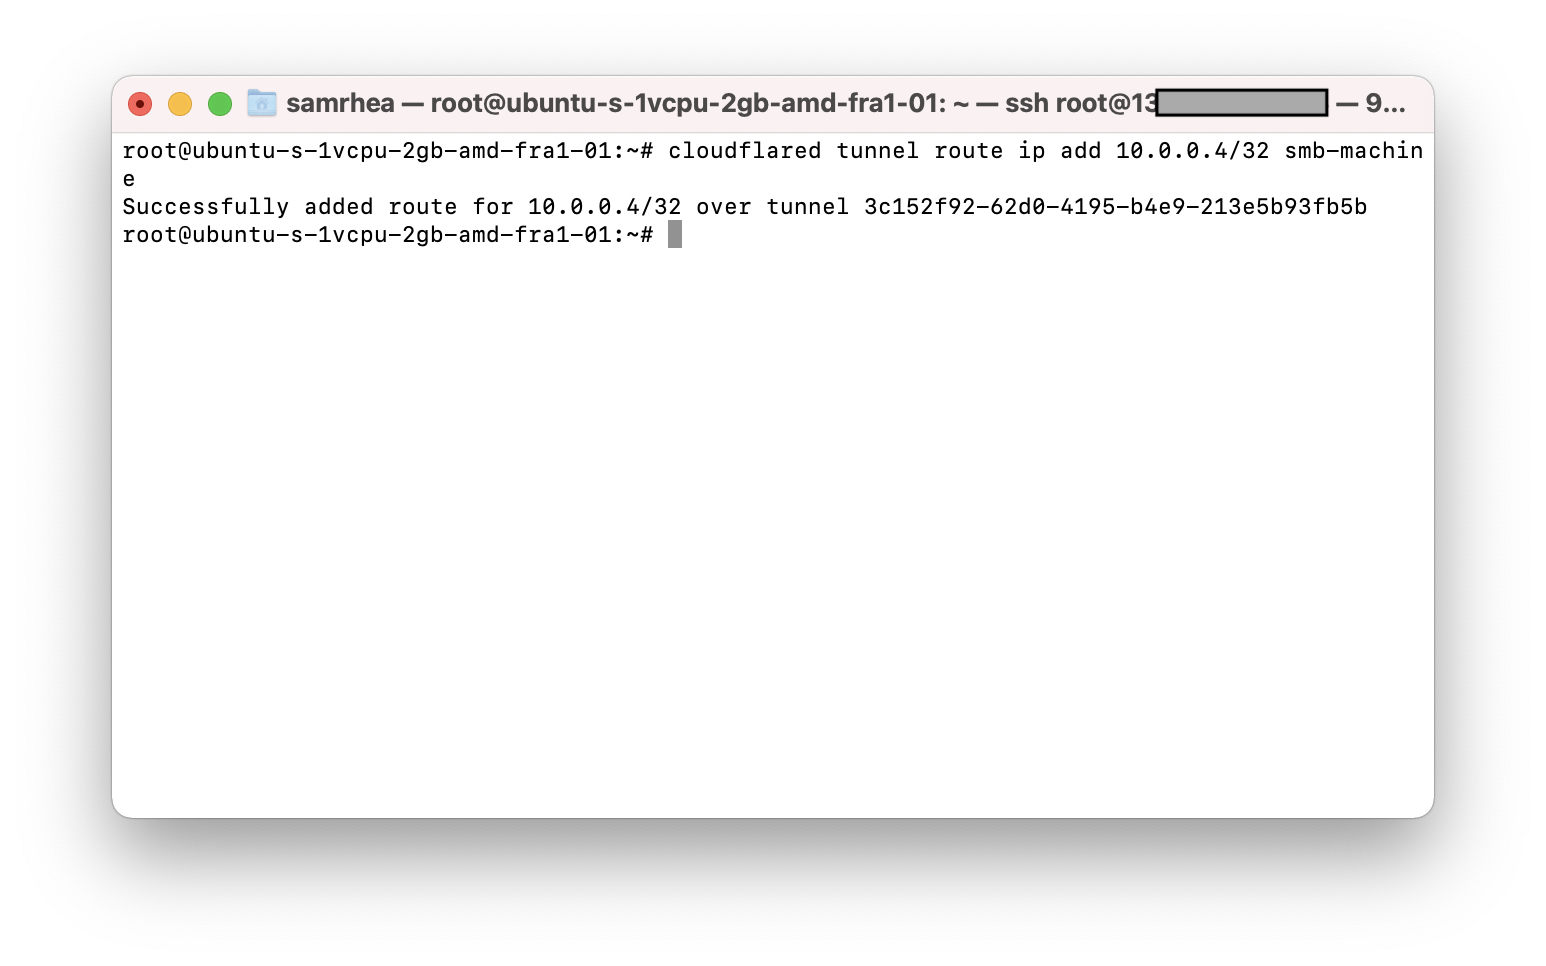 samrhea — root@ubuntu-s-1vcpu-2gb-amd-fra1-01: ~ — ssh root@13 — 9...
root@ubuntu-s-1vcpu-2gb-amd-fra1-01:~# cloudflared tunnel route ip add 10.0.0.4/32 smb-machin
e
Successfully added route for 10.0.0.4/32 over tunnel 3c152f92-62d0-4195-b4e9-213e5b93fb5b
root@ubuntu-s-1vcpu-2gb-amd-fra1-01:~#